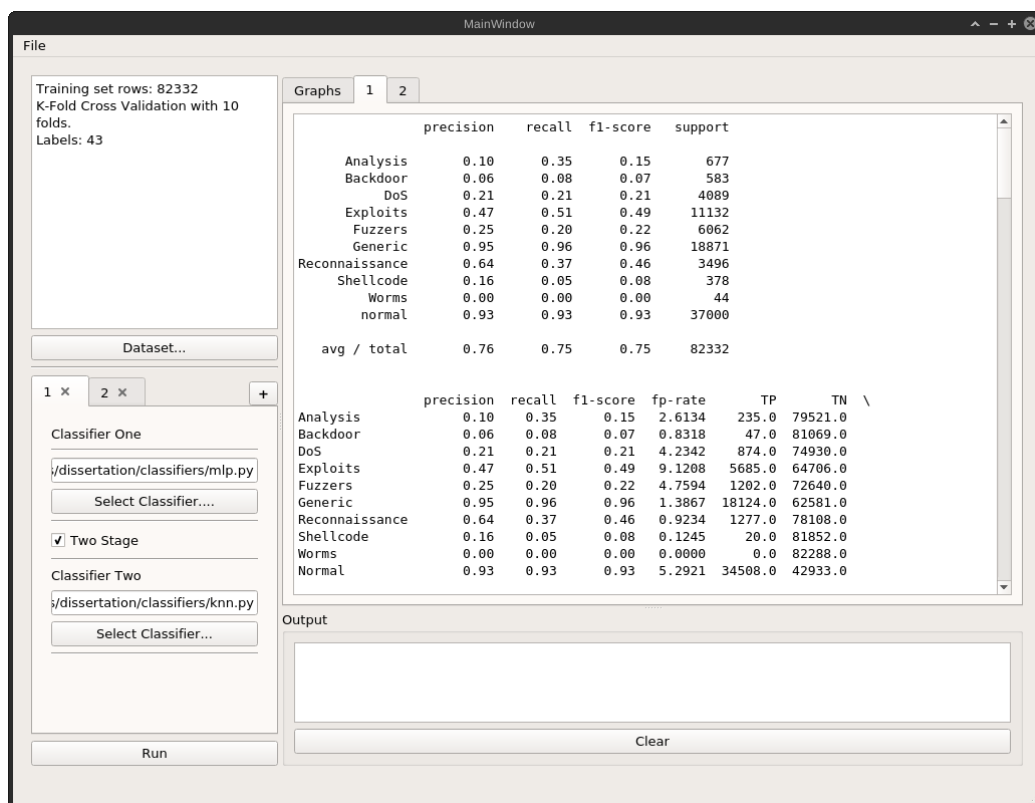 MainWindow
File
Training set rows: 82332
K-Fold Cross Validation with 10
folds.
Labels: 43
Dataset...
1 2 +
Classifier One
s/dissertation/classifiers/mlp.py
Select Classifier....
Two Stage
Classifier Two
s/dissertation/classifiers/knn.py
Select Classifier...
Run
Graphs 1 2
precision recall f1-score support
Analysis 0.10 0.35 0.15 677
Backdoor 0.06 0.08 0.07 583
DoS 0.21 0.21 0.21 4089
Exploits 0.47 0.51 0.49 11132
Fuzzers 0.25 0.20 0.22 6062
Generic 0.95 0.96 0.96 18871
Reconnaissance 0.64 0.37 0.46 3496
Shellcode 0.16 0.05 0.08 378
Worms 0.00 0.00 0.00 44
normal 0.93 0.93 0.93 37000
avg / total 0.76 0.75 0.75 82332
precision recall f1-score fp-rate TP TN \
Analysis 0.10 0.35 0.15 2.6134 235.0 79521.0
Backdoor 0.06 0.08 0.07 0.8318 47.0 81069.0
DoS 0.21 0.21 0.21 4.2342 874.0 74930.0
Exploits 0.47 0.51 0.49 9.1208 5685.0 64706.0
Fuzzers 0.25 0.20 0.22 4.7594 1202.0 72640.0
Generic 0.95 0.96 0.96 1.3867 18124.0 62581.0
Reconnaissance 0.64 0.37 0.46 0.9234 1277.0 78108.0
Shellcode 0.16 0.05 0.08 0.1245 20.0 81852.0
Worms 0.00 0.00 0.00 0.0000 0.0 82288.0
Normal 0.93 0.93 0.93 5.2921 34508.0 42933.0
Output
Clear